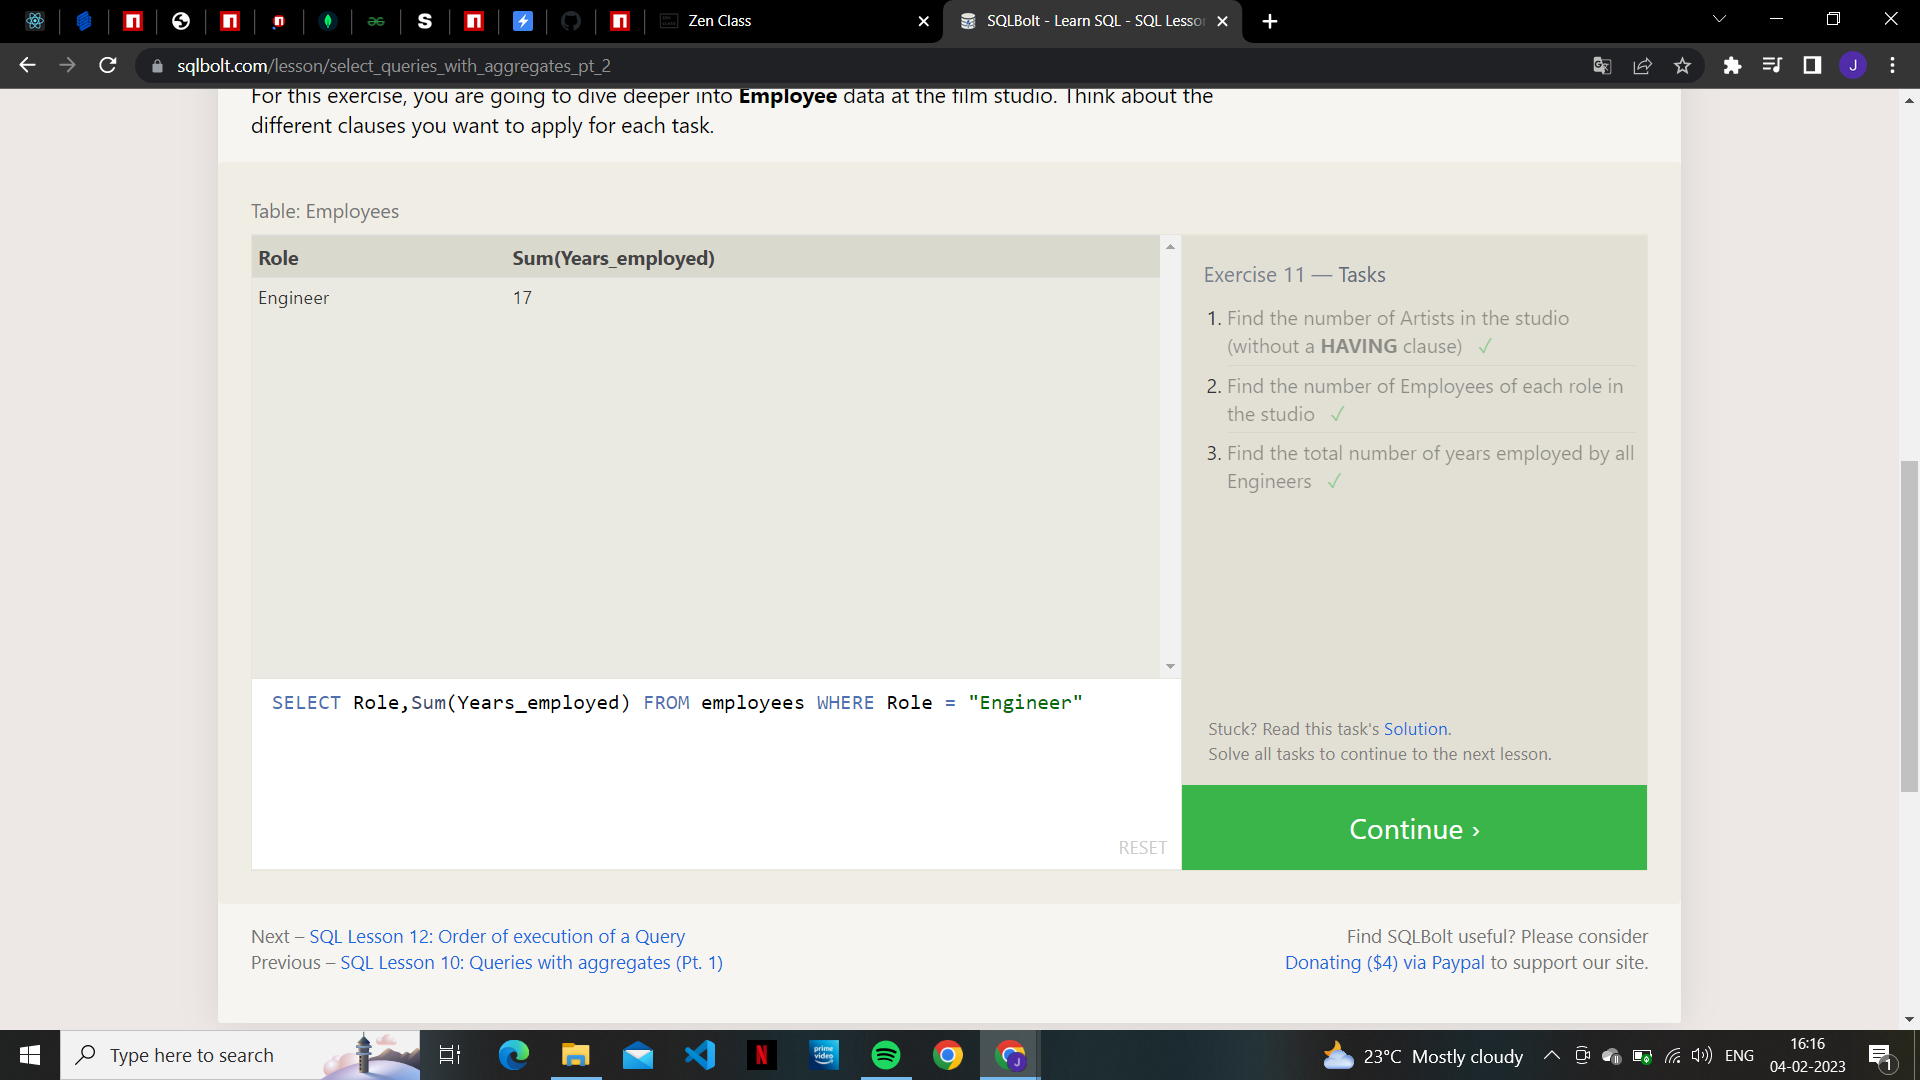 Zen Class
SQLBolt - Learn SQL - SQL Lesso
sqlbolt.com/lesson/select_queries_with_aggregates_pt_2
J
For this exercise, you are going to dive deeper into Employee data at the film studio. Think about the
different clauses you want to apply for each task.
Table: Employees
Role Sum(Years_employed)
Engineer 17
Exercise 11 — Tasks
1. Find the number of Artists in the studio
(without a HAVING clause) ✓
2. Find the number of Employees of each role in
the studio ✓
3. Find the total number of years employed by all
Engineers ✓
SELECT Role,Sum(Years_employed) FROM employees WHERE Role = "Engineer"
RESET
Stuck? Read this task's Solution.
Solve all tasks to continue to the next lesson.
Continue ›
Next – SQL Lesson 12: Order of execution of a Query
Previous – SQL Lesson 10: Queries with aggregates (Pt. 1)
Find SQLBolt useful? Please consider
Donating ($4) via Paypal to support our site.
Type here to search
prime video
23°C Mostly cloudy
ENG
16:16
04-02-2023
1